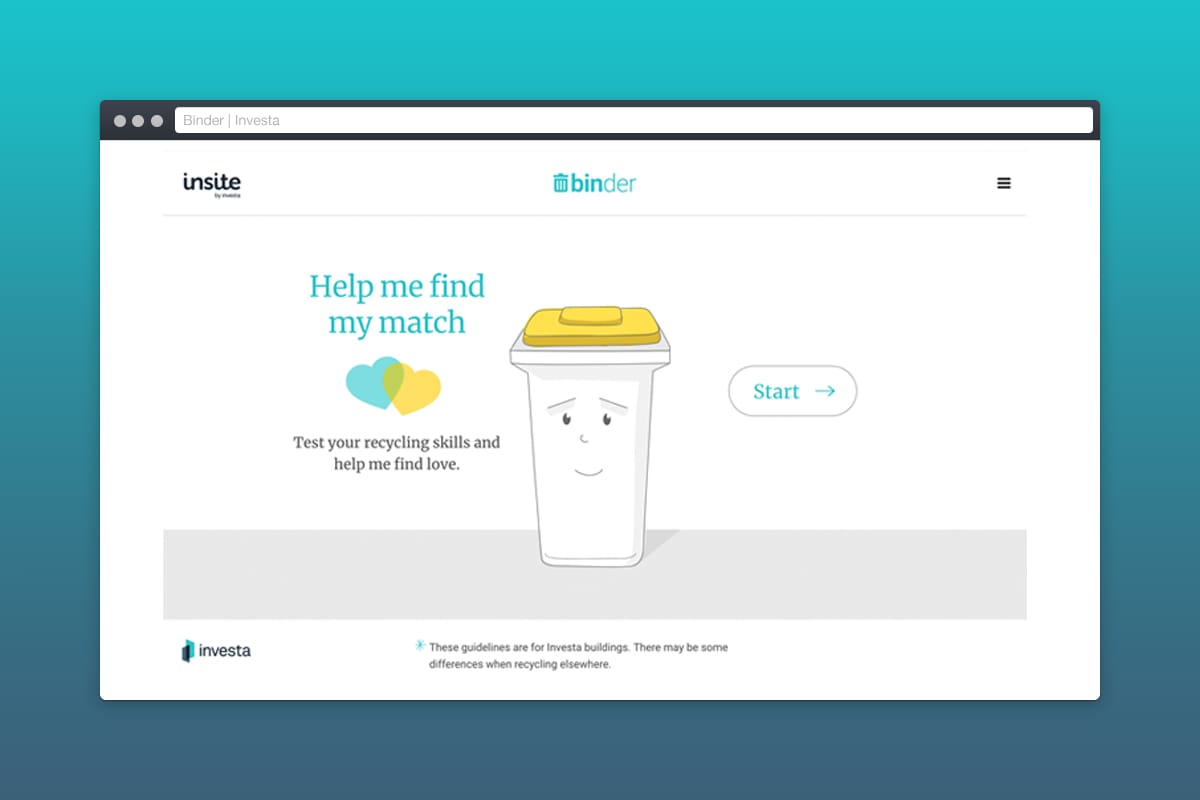 Binder | Investa
insite
by investa
binder
Help me find
my match
Test your recycling skills and
help me find love.
Start
investa
These guidelines are for Investa buildings. There may be some
differences when recycling elsewhere.